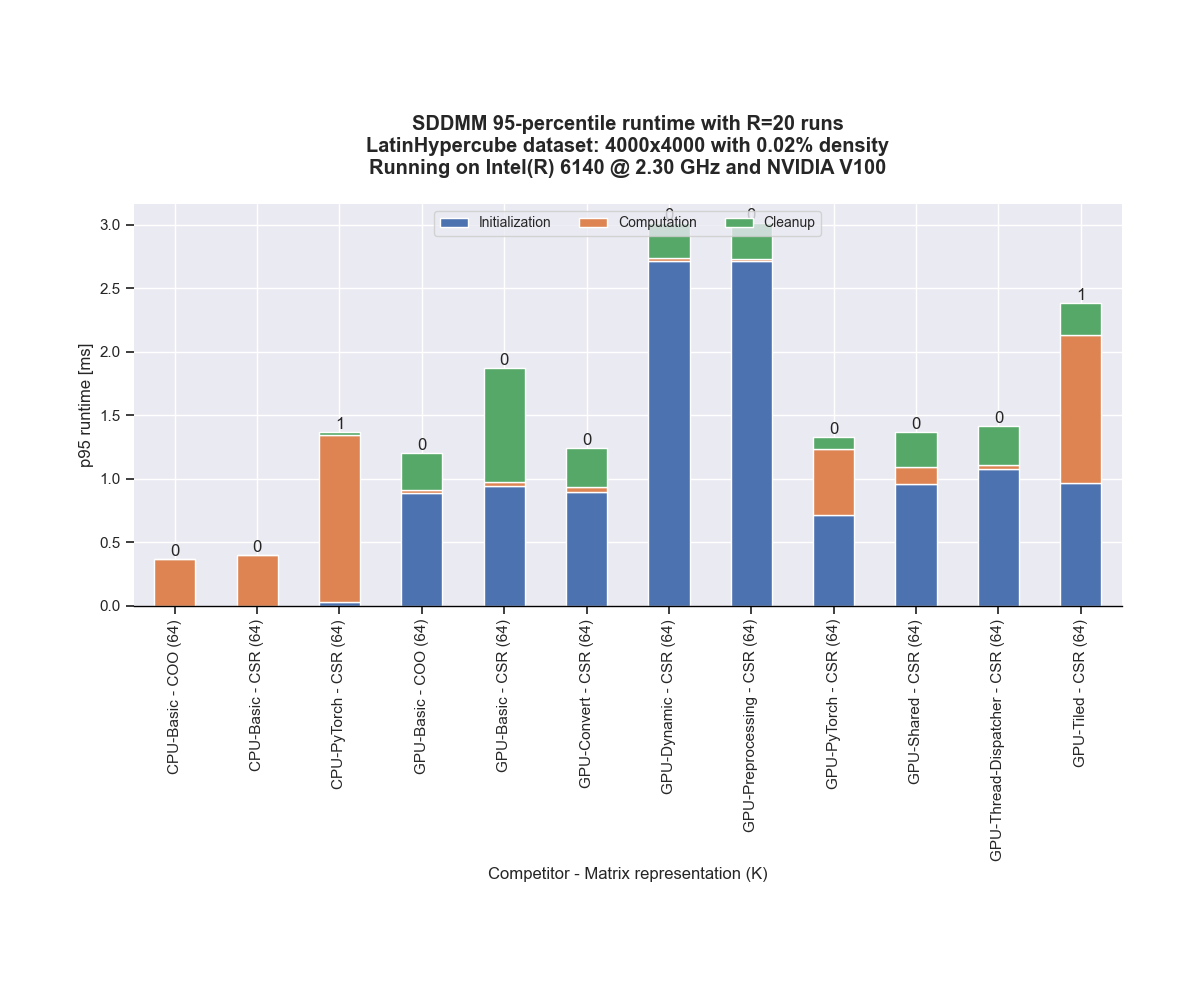 SDDMM 95-percentile runtime with R=20 runs
LatinHypercube dataset: 4000x4000 with 0.02% density
Running on Intel(R) 6140 @ 2.30 GHz and NVIDIA V100
Initialization Computation Cleanup
p95 runtime [ms]
3.0
2.5
2.0
1.5
1.0
0.5
0.0
0 0 1 0 0 0 0 0 0 0 0 1
CPU-Basic - COO (64)
CPU-Basic - CSR (64)
CPU-PyTorch - CSR (64)
GPU-Basic - COO (64)
GPU-Basic - CSR (64)
GPU-Convert - CSR (64)
GPU-Dynamic - CSR (64)
GPU-Preprocessing - CSR (64)
GPU-PyTorch - CSR (64)
GPU-Shared - CSR (64)
GPU-Thread-Dispatcher - CSR (64)
GPU-Tiled - CSR (64)
Competitor - Matrix representation (K)